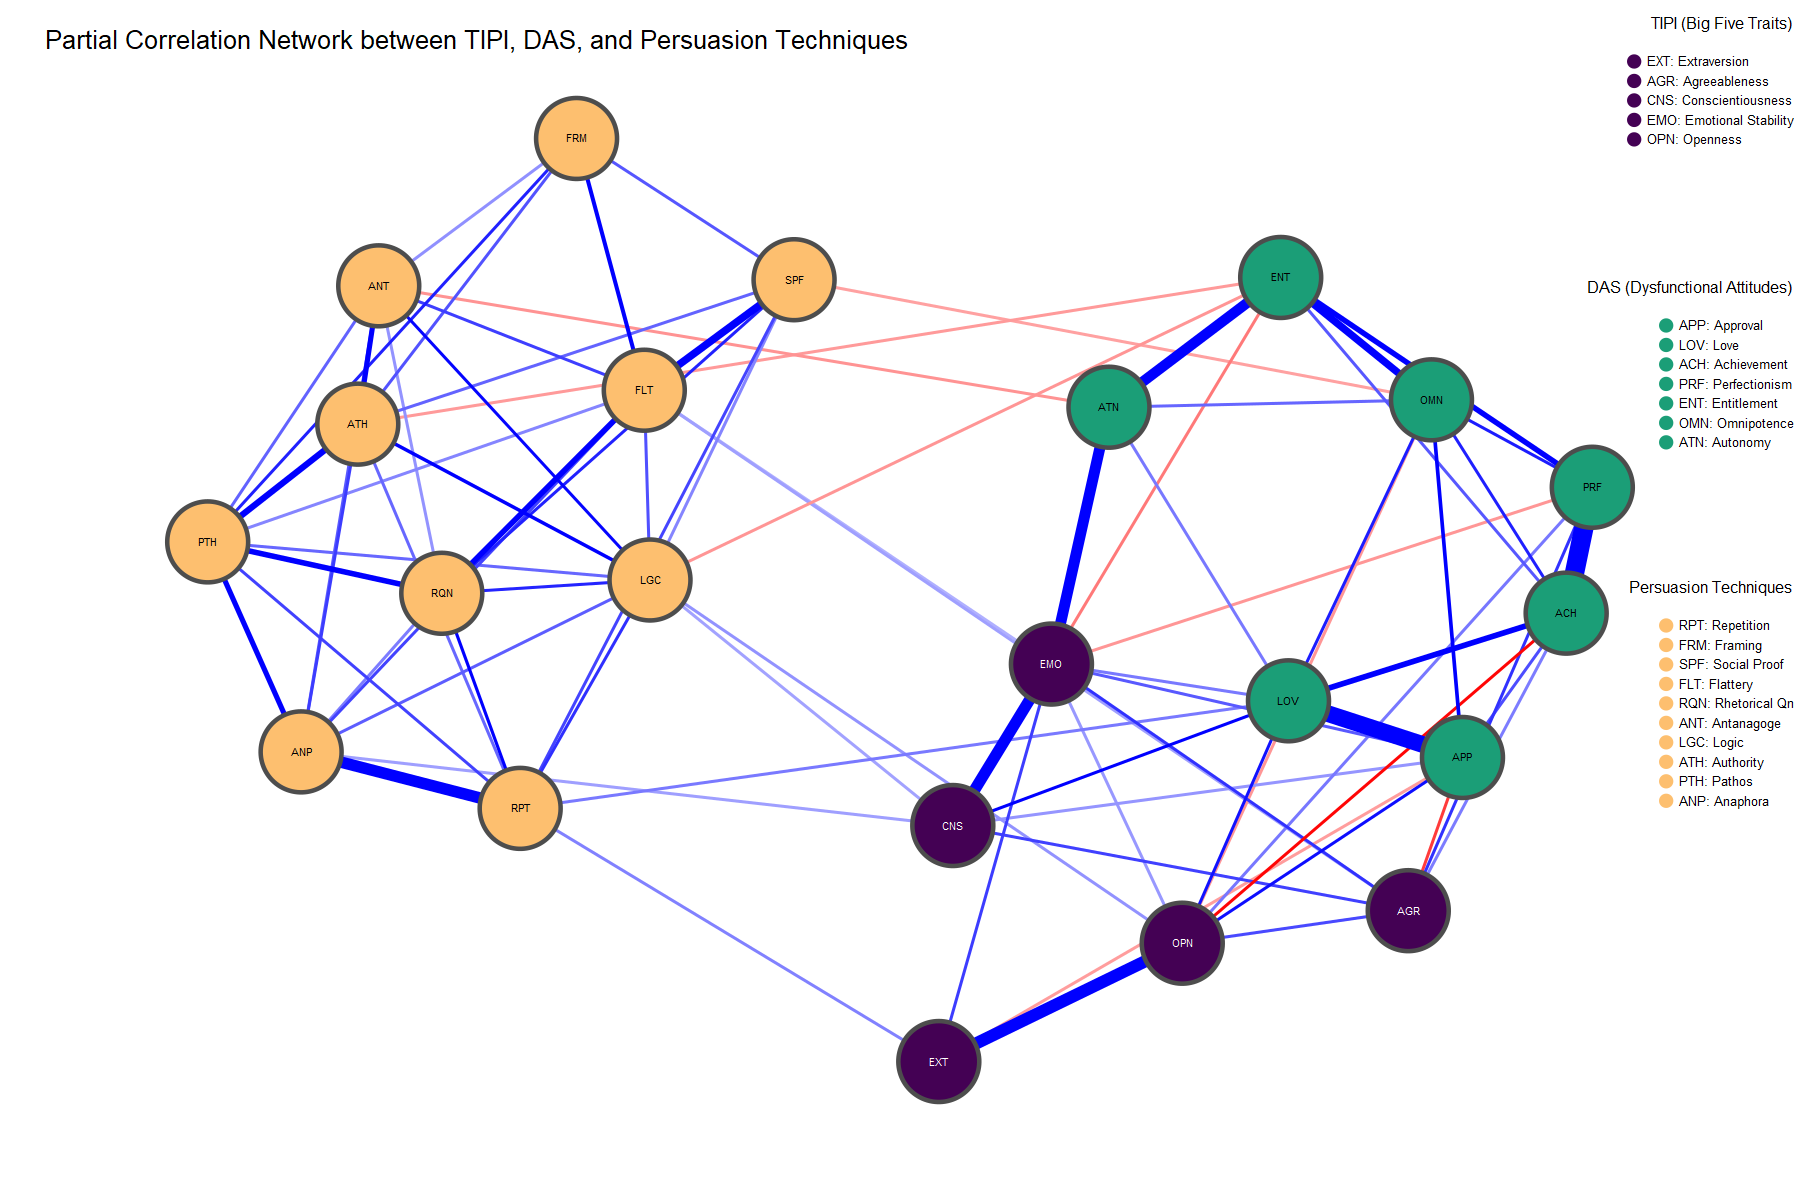 Partial Correlation Network between TIPI, DAS, and Persuasion Techniques
TIPI (Big Five Traits)
EXT: Extraversion
AGR: Agreeableness
CNS: Conscientiousness
EMO: Emotional Stability
OPN: Openness
DAS (Dysfunctional Attitudes)
APP: Approval
LOV: Love
ACH: Achievement
PRF: Perfectionism
ENT: Entitlement
OMN: Omnipotence
ATN: Autonomy
Persuasion Techniques
RPT: Repetition
FRM: Framing
SPF: Social Proof
FLT: Flattery
RQN: Rhetorical Qn
ANT: Antanagoge
LGC: Logic
ATH: Authority
PTH: Pathos
ANP: Anaphora
FRM
SPF
ENT
ANT
FLT
OMN
ATN
ATH
PRF
PTH
LGC
RQN
ACH
EMO
LOV
ANP
APP
RPT
CNS
AGR
OPN
EXT